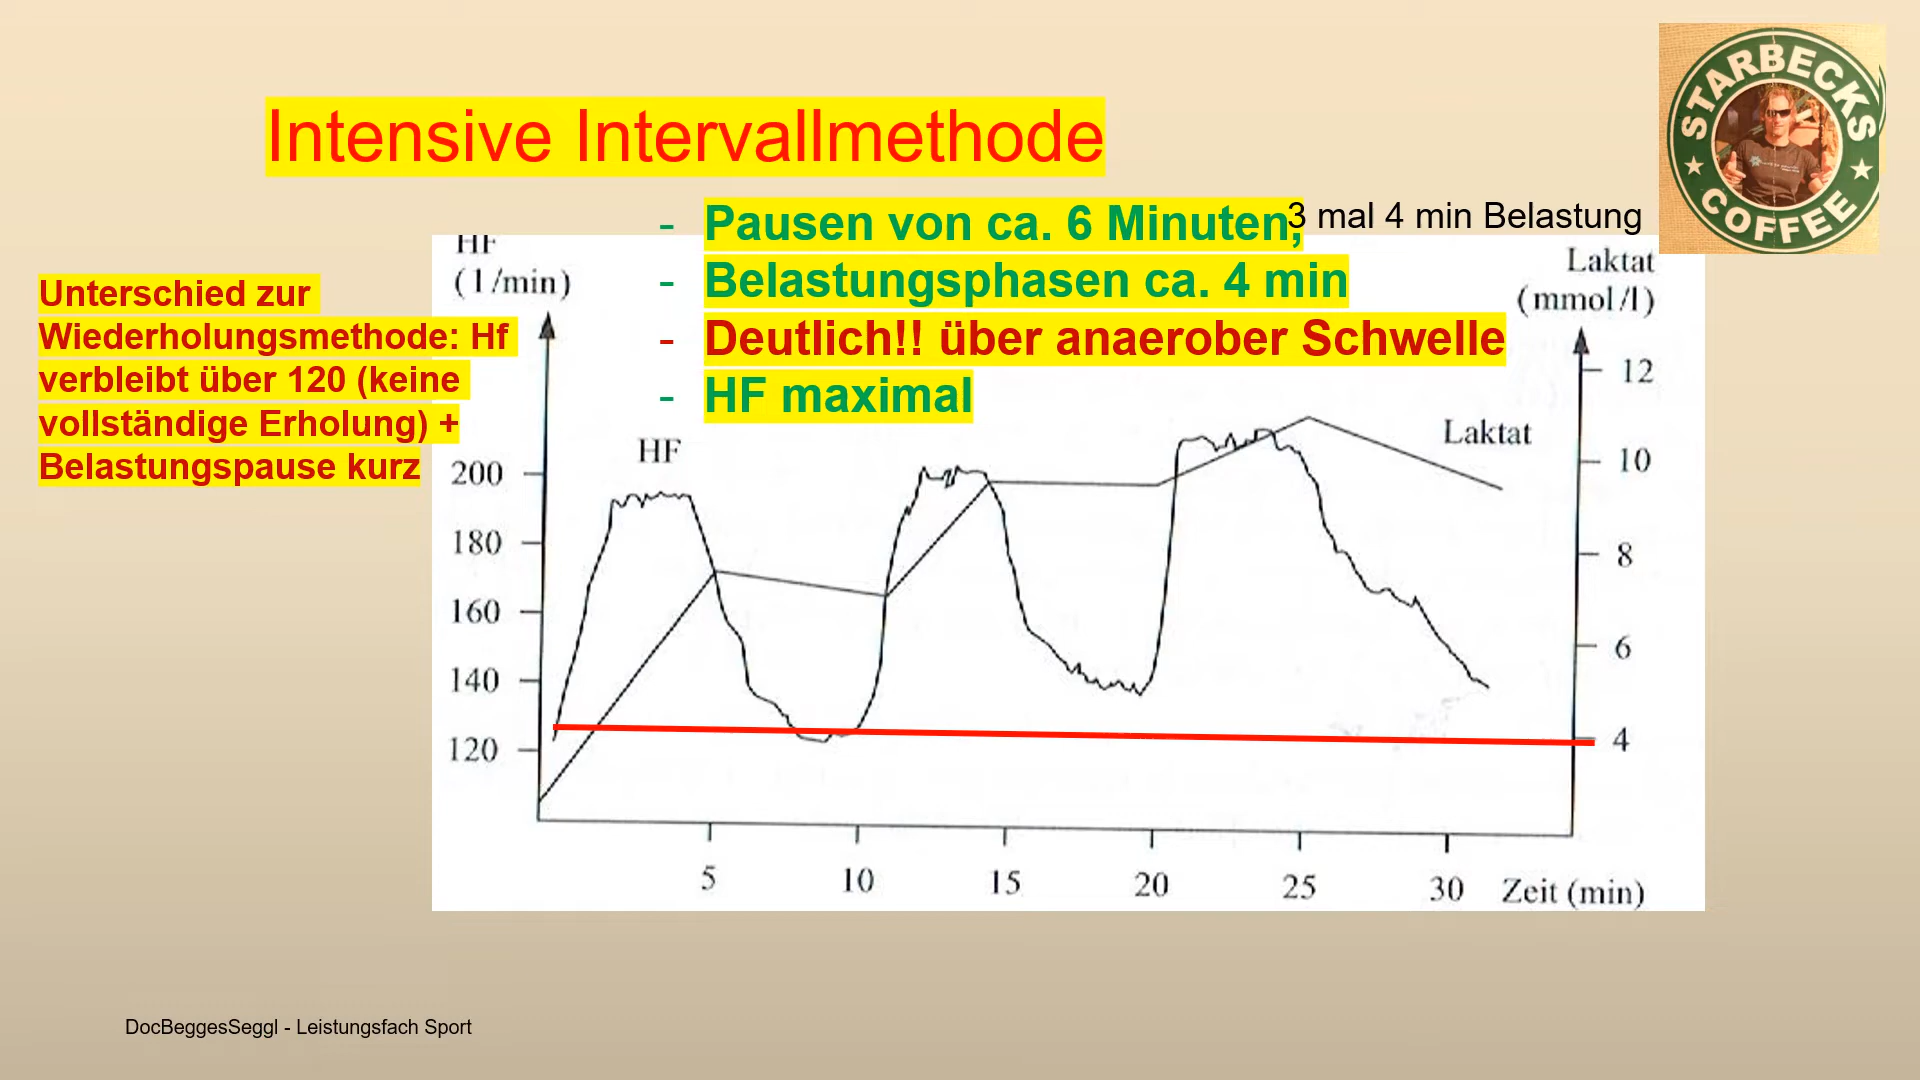 Intensive Intervallmethode
STARBECKS
COFFEE
- Pausen von ca. 6 Minuten,
3 mal 4 min Belastung
- Belastungsphasen ca. 4 min
- Deutlich!! über anaerober Schwelle
- HF maximal
Unterschied zur
Wiederholungsmethode: Hf
verbleibt über 120 (keine
vollständige Erholung) +
Belastungspause kurz
HF
(1/min)
Laktat
(mmol/l)
HF
Laktat
200
180
160
140
120
12
10
8
6
4
5 10 15 20 25 30 Zeit (min)
DocBeggesSeggl - Leistungsfach Sport